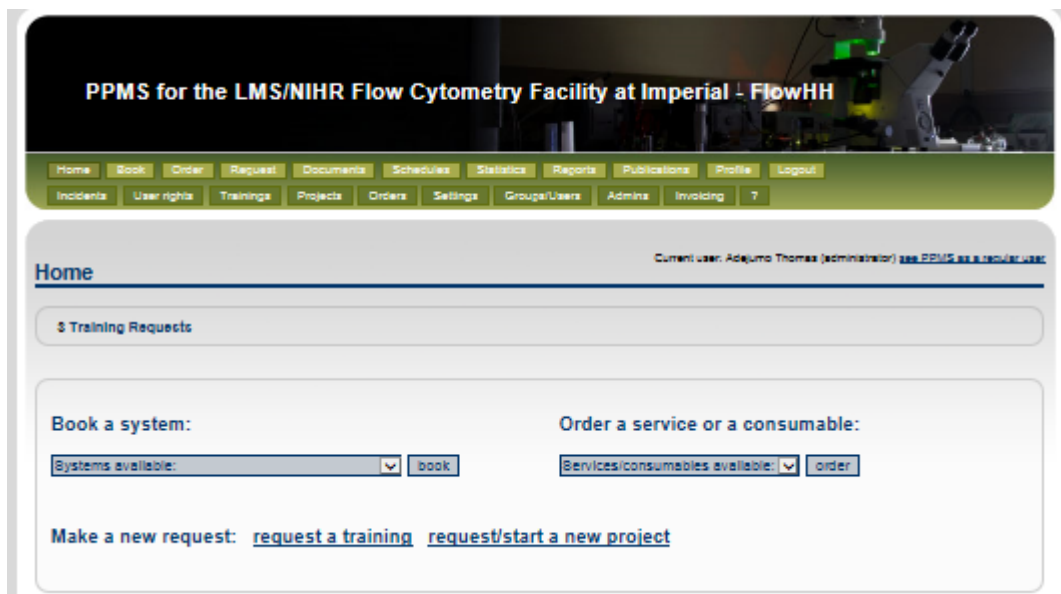 PPMS for the LMS/NIHR Flow Cytometry Facility at Imperial - FlowHH
Home Book Order Request Documents Schedules Statistics Reports Publications Profile Logout
Incidents User rights Trainings Projects Orders Settings Groups/Users Admins Invoicing ?
Current user: Adejumo Thomas (administrator) see PPMS as a regular user
Home
Training Requests
Book a system: Order a service or a consumable:
Systems available: book Services/consumables available: order
Make a new request: request a training request/start a new project